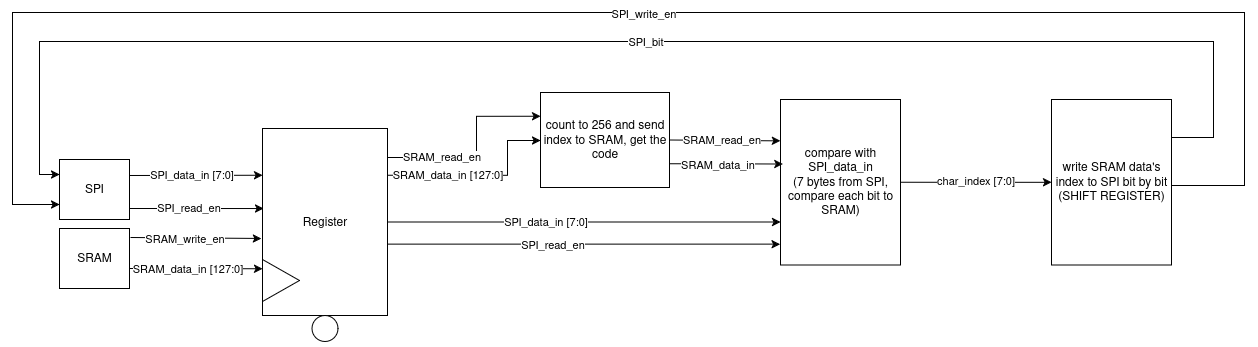 SPI_write_en
SPI_bit
count to 256 and send
index to SRAM, get the
code
SRAM_read_en
SRAM_data_in
SRAM_read_en
SRAM_data_in [127:0]
compare with
SPI_data_in
(7 bytes from SPI,
compare each bit to
SRAM)
char_index [7:0]
write SRAM data's
index to SPI bit by bit
(SHIFT REGISTER)
SPI
SPI_data_in [7:0]
SPI_read_en
Register
SPI_data_in [7:0]
SPI_read_en
SRAM
SRAM_write_en
SRAM_data_in [127:0]